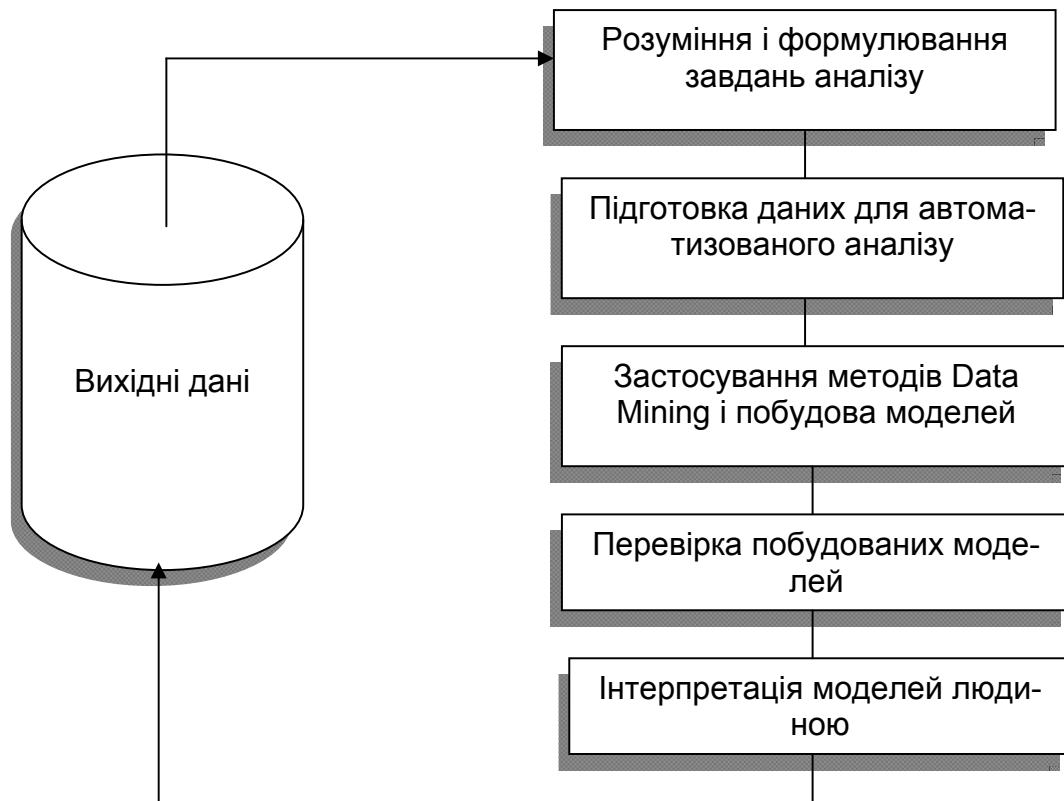 Розуміння і формулювання
завдань аналізу
Підготовка даних для автома-
тизованого аналізу
Вихідні дані
Застосування методів Data
Mining і побудова моделей
Перевірка побудованих моде-
лей
Інтерпретація моделей люди-
ною